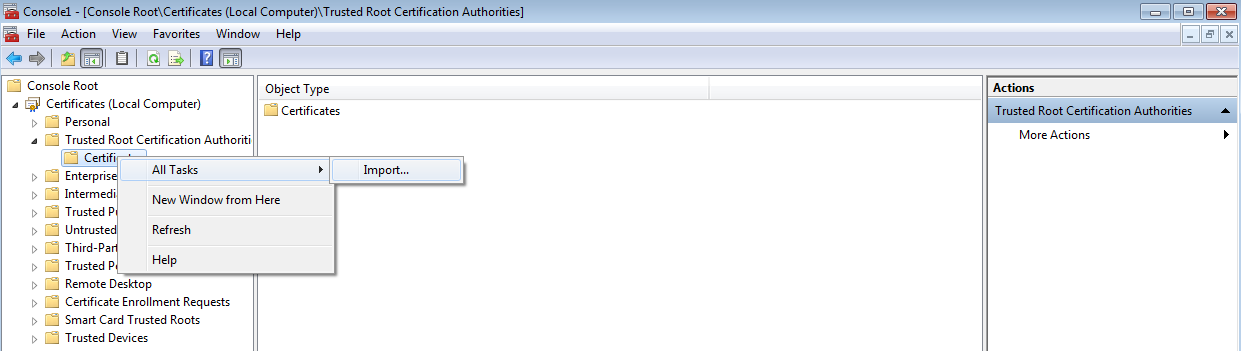 Console1 - [Console Root\Certificates (Local Computer)\Trusted Root Certification Authorities]
File Action View Favorites Window Help
Console Root
Certificates (Local Computer)
Personal
Trusted Root Certification Authoriti
Certificat
Enterprise
Intermedi
Trusted Pu
Untrusted
Third-Part
Trusted Pe
Remote Desktop
Certificate Enrollment Requests
Smart Card Trusted Roots
Trusted Devices
All Tasks
New Window from Here
Refresh
Help
Import...
Object Type
Certificates
Actions
Trusted Root Certification Authorities
More Actions